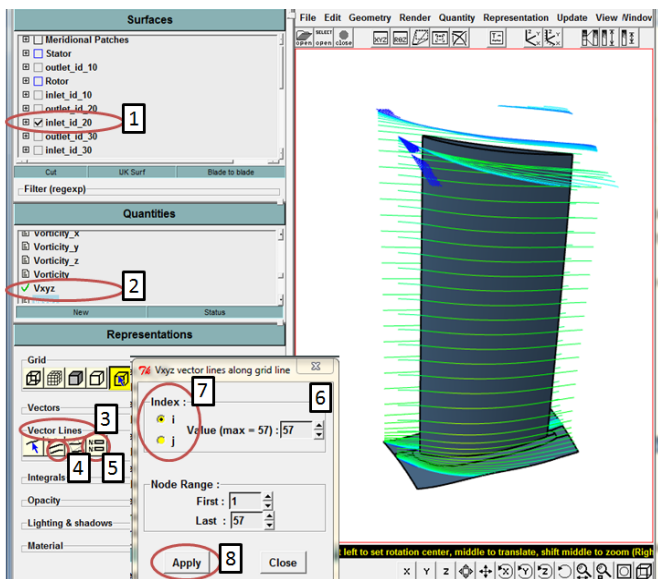 Surfaces
Meridional Patches
Stator
outlet_id_10
Rotor
inlet_id_10
outlet_id_20
inlet_id_20
1
outlet_id_30
inlet_id_30
Cut UK Surf Blade to blade
Filter (regexp)
Quantities
Vorticity_x
Vorticity_y
Vorticity_z
Vorticity
Vxyz
2
New Status
Representations
Grid
Vectors
3
Vector Lines
N
N
4
5
Integrals
Opacity
Lighting & shadows
Material
Vxyz vector lines along grid line
7
6
Index :
i
j
Value (max = 57) : 57
Node Range :
First : 1
Last : 57
Apply
8
Close
File Edit Geometry Render Quantity Representation Update View Window
SELECT
open open close
XYZ
left to set rotation center, middle to translate, shift middle to zoom (Righ
X Y Z